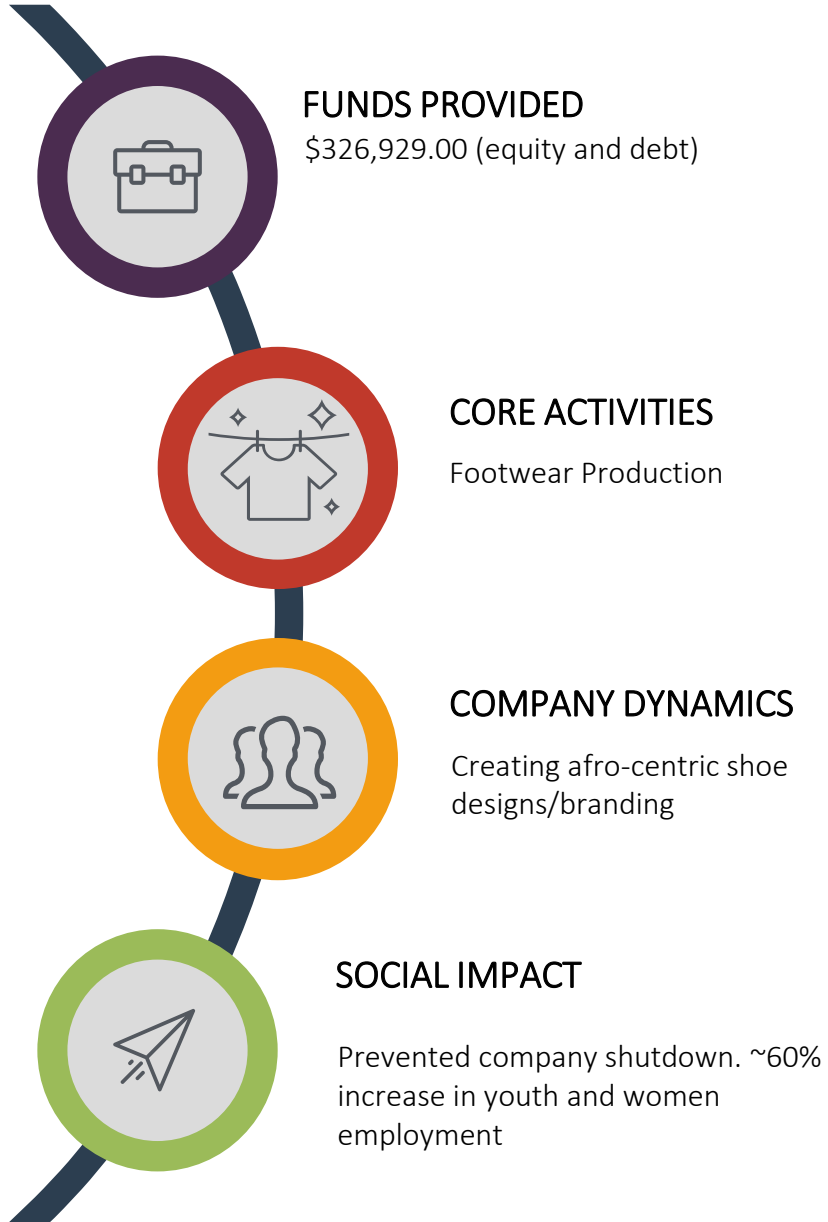 FUNDS PROVIDED
$326,929.00 (equity and debt)
CORE ACTIVITIES
Footwear Production
COMPANY DYNAMICS
Creating afro-centric shoe
designs/branding
SOCIAL IMPACT
Prevented company shutdown. ~60%
increase in youth and women
employment